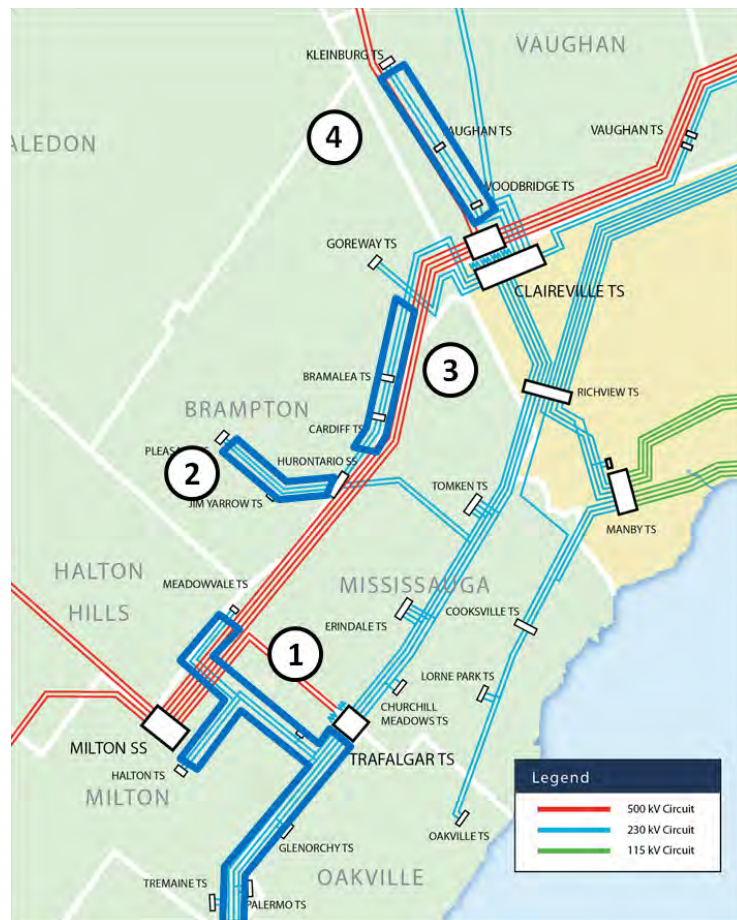 VAUGHAN
KLEINBURG TS
4
AUGHAN TS
VAUGHAN TS
ALEDON
WOODBRIDGE TS
GOREWAY TS
CLAIREVILLE TS
3
BRAMALEA TS
RICHVIEW TS
BRAMPTON
CARDIFF TS
PLEASA
HURONTARIO SS
2
TOMKEN TS
JIM YARROW TS
MANBY TS
HALTON
HILLS
MEADOWVALE TS
MISSISSAUGA
COOKSVILLE TS
ERINDALE TS
1
LORNE PARK TS
CHURCHILL
MEADOWS TS
MILTON SS
TRAFALGAR TS
HALTON TS
MILTON
Legend
500 kV Circuit
230 kV Circuit
115 kV Circuit
OAKVILLE TS
GLENORCHY TS
OAKVILLE
TREMAINE TS
PALERMO TS